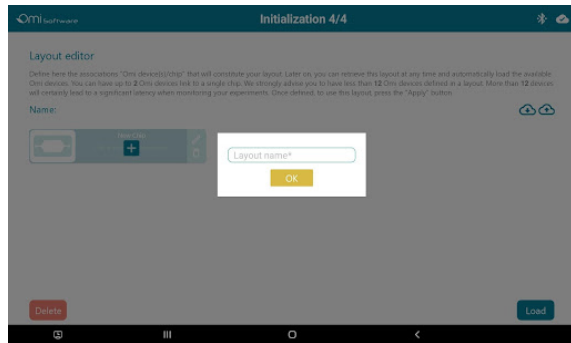 Omi Software
Initialization 4/4
Layout editor
Define here the associations "Omi device(s)/chip" that will constitute your layout. Later on, you can retrieve this layout at any time and automatically load the available
Omi devices. You can have up to 2 Omi devices link to a single chip. We strongly advise you to have less than 12 Omi devices defined in a layout. More than 12 devices
will certainly lead to a significant latency when monitoring your experiments. Once defined, to use this layout, press the "Apply" button.
Name:
New Chip
Layout name*
OK
Delete
Load